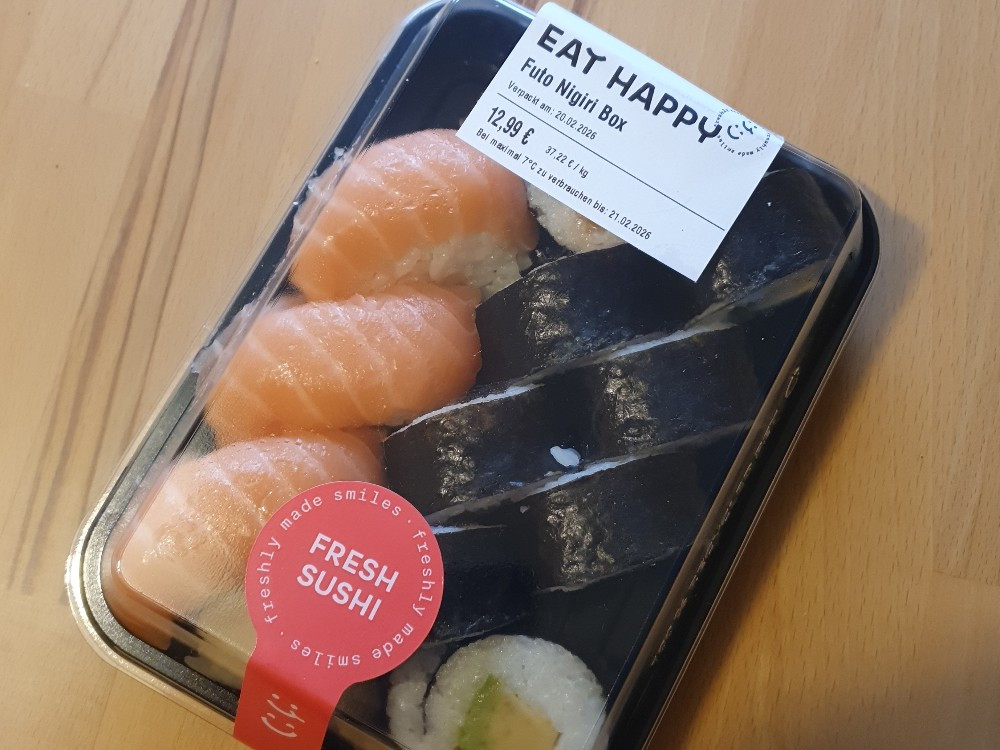 EAT HAPPY
Futo Nigiri Box
Verpackt am: 20.02.2026
12,99 € 37,22 € / kg
Bei maximal 7°C zu verbrauchen bis: 21.02.2026
freshly made smiles · freshly made smiles ·
FRESH
SUSHI